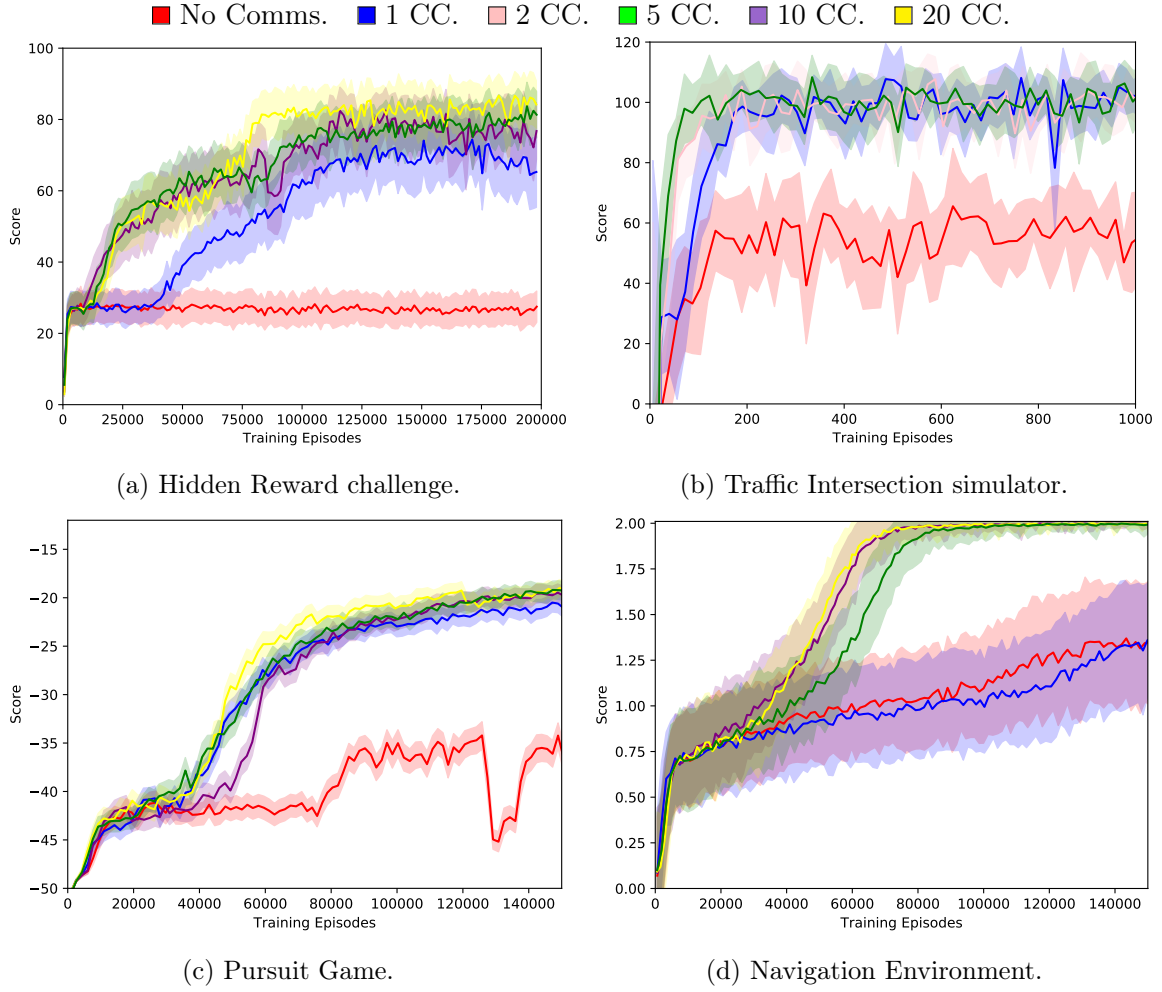 No Comms. 1 CC. 2 CC. 5 CC. 10 CC. 20 CC.
100
80
60
40
20
0
Score
0 25000 50000 75000 100000 125000 150000 175000 200000
Training Episodes
(a) Hidden Reward challenge.
120
100
80
60
40
20
0
Score
0 200 400 600 800 1000
Training Episodes
(b) Traffic Intersection simulator.
−15
−20
−25
−30
−35
−40
−45
−50
Score
0 20000 40000 60000 80000 100000 120000 140000
Training Episodes
(c) Pursuit Game.
2.00
1.75
1.50
1.25
1.00
0.75
0.50
0.25
0.00
Score
0 20000 40000 60000 80000 100000 120000 140000
Training Episodes
(d) Navigation Environment.